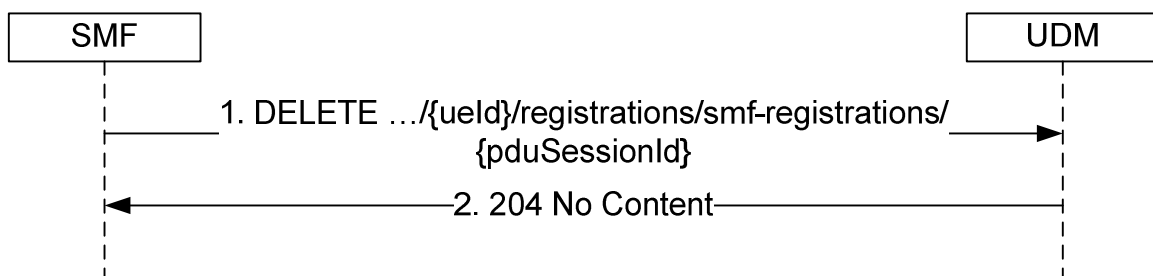 SMF
UDM
1. DELETE …/{ueId}/registrations/smf-registrations/
{pduSessionId}
2. 204 No Content